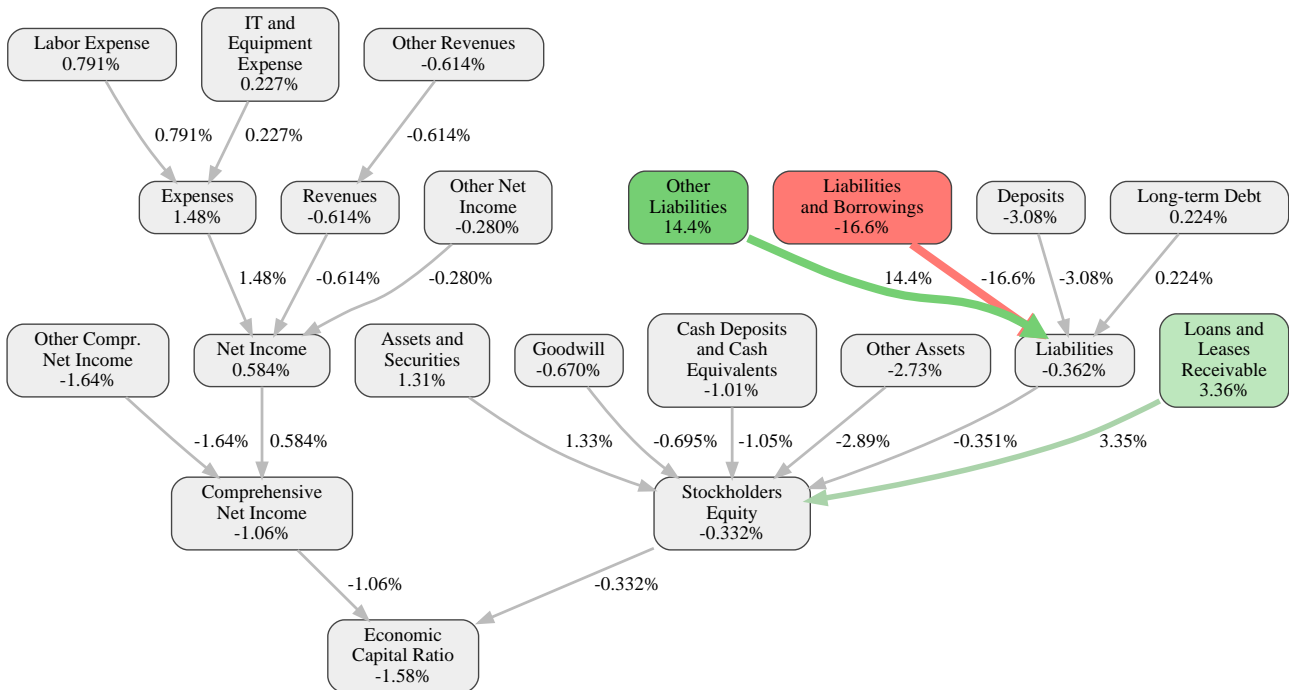 Labor Expense
0.791%
IT and
Equipment
Expense
0.227%
Other Revenues
-0.614%
0.791%
0.227%
-0.614%
Expenses
1.48%
Revenues
-0.614%
Other Net
Income
-0.280%
Other
Liabilities
14.4%
Liabilities
and Borrowings
-16.6%
Deposits
-3.08%
Long-term Debt
0.224%
1.48%
-0.614%
-0.280%
14.4%
-16.6%
-3.08%
0.224%
Other Compr.
Net Income
-1.64%
Net Income
0.584%
Assets and
Securities
1.31%
Goodwill
-0.670%
Cash Deposits
and Cash
Equivalents
-1.01%
Other Assets
-2.73%
Liabilities
-0.362%
Loans and
Leases
Receivable
3.36%
-1.64%
0.584%
1.33%
-0.695%
-1.05%
-2.89%
-0.351%
3.35%
Comprehensive
Net Income
-1.06%
Stockholders
Equity
-0.332%
-1.06%
-0.332%
Economic
Capital Ratio
-1.58%